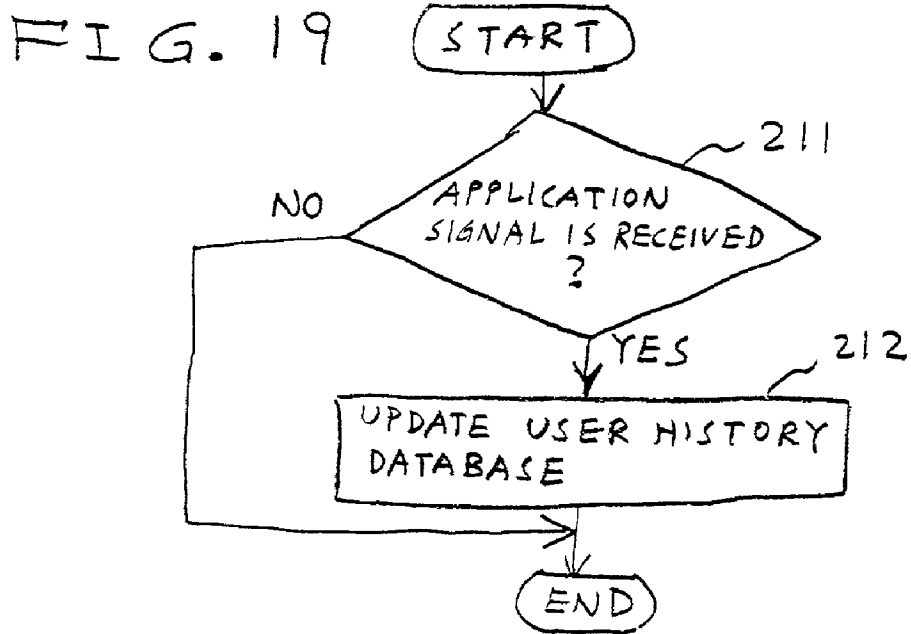 FIG. 19
START
211
APPLICATION
SIGNAL IS RECEIVED
?
NO
YES
212
UPDATE USER HISTORY
DATABASE
END